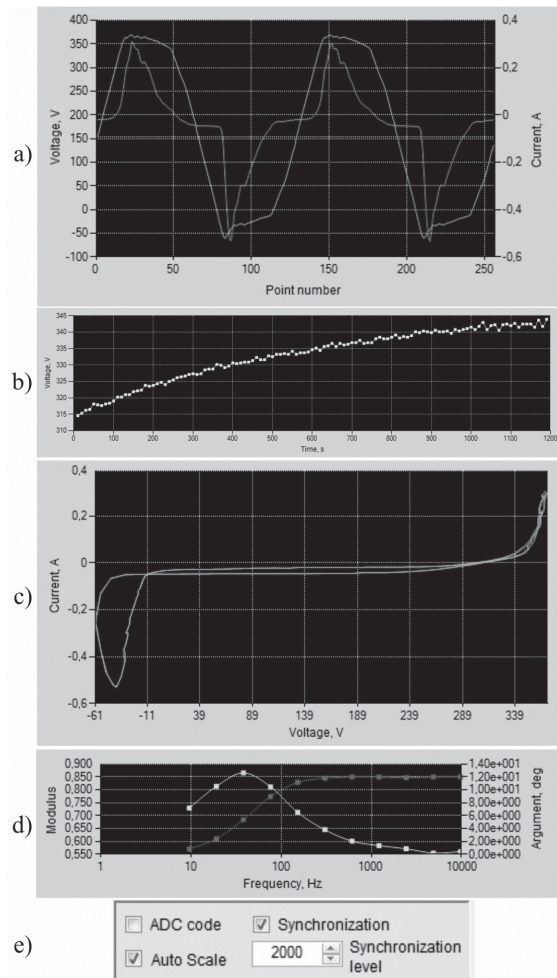 a)
400
350
300
250
200
150
100
50
0
-50
-100
Voltage, V
0,4
0,2
0
-0,2
-0,4
-0,6
Current, A
0
50
100
150
200
250
Point number
b)
345
340
335
330
325
320
315
310
Voltage, V
0
100
200
300
400
500
600
700
800
900
1000
1100
1200
Time, s
c)
0,4
0,2
0
-0,2
-0,4
-0,6
Current, A
-61
-11
39
89
139
189
239
289
339
Voltage, V
d)
0,900
0,850
0,800
0,750
0,700
0,650
0,600
0,550
Modulus
1,40e+001
1,20e+001
1,00e+001
8,00e+000
6,00e+000
4,00e+000
2,00e+000
0,00e+000
Argument, deg
1
10
100
1000
10000
Frequency, Hz
e)
ADC code
Synchronization
Auto Scale
2000
Synchronization
level